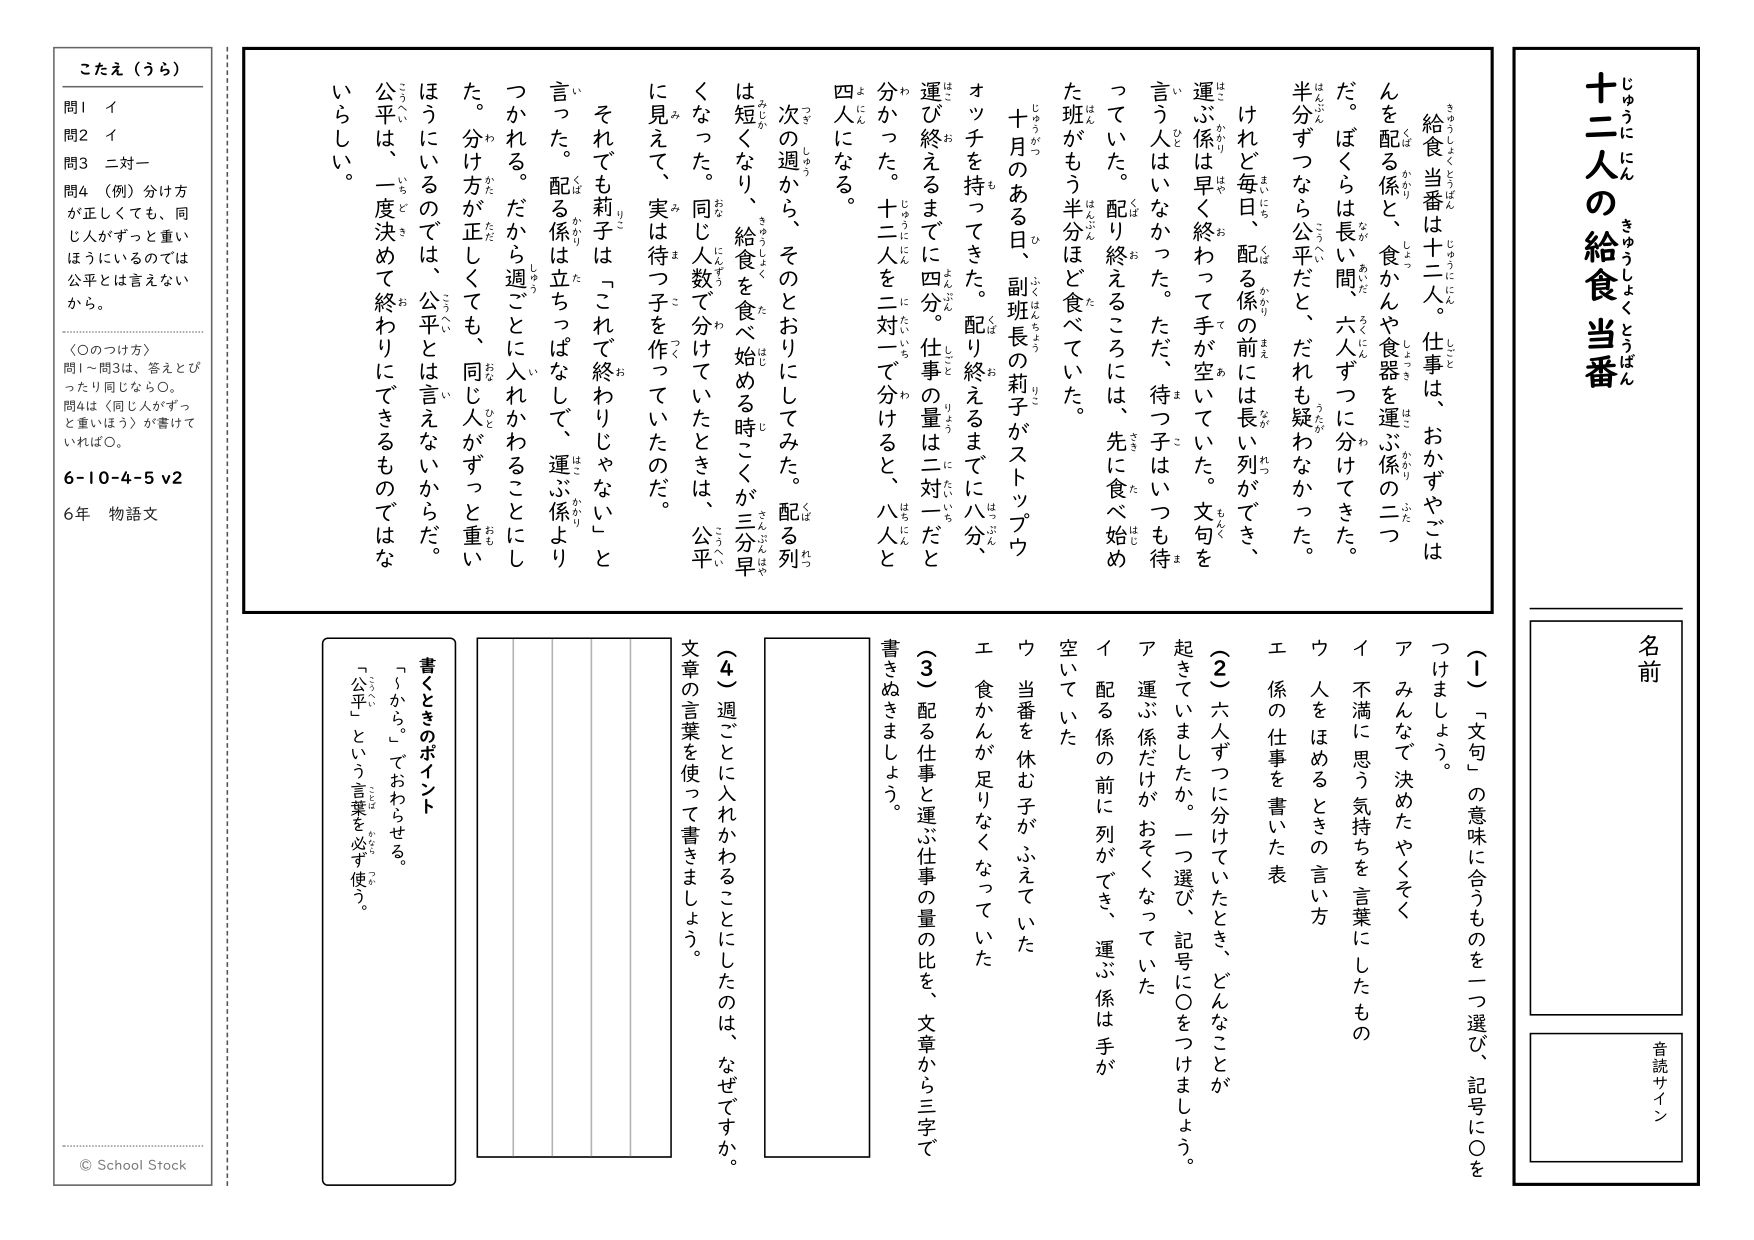 十二人の給食当番
名前
音読サイン
給食当番は十二人。仕事は、おかずやごは
んを配る係と、食かんや食器を運ぶ係の二つ
だ。ぼくらは長い間、六人ずつに分けてきた。
半分ずつなら公平だと、だれも疑わなかった。
けれど毎日、配る係の前には長い列ができ、
運ぶ係は早く終わって手が空いていた。文句を
言う人はいなかった。ただ、待つ子はいつも待
っていた。配り終えるころには、先に食べ始め
た班がもう半分ほど食べていた。
十月のある日、副班長の莉子がストップウ
ォッチを持ってきた。配り終えるまでに八分、
運び終えるまでに四分。仕事の量は二対一だと
分かった。十二人を二対一で分けると、八人と
四人になる。
次の週から、そのとおりにしてみた。配る列
は短くなり、給食を食べ始める時こくが三分早
くなった。同じ人数で分けていたときは、公平
に見えて、実は待つ子を作っていたのだ。
それでも莉子は「これで終わりじゃない」と
言った。配る係は立ちっぱなしで、運ぶ係より
つかれる。だから週ごとに入れかわることにし
た。分け方が正しくても、同じ人がずっと重い
ほうにいるのでは、公平とは言えないからだ。
公平は、一度決めて終わりにできるものではな
いらしい。
（1）「文句」の意味に合うものを一つ選び、記号に〇を
つけましょう。
ア　みんなで 決めた やくそく
イ　不満に 思う 気持ちを 言葉に した もの
ウ　人を ほめる ときの 言い方
エ　係の 仕事を 書いた 表
（2）六人ずつに分けていたとき、どんなことが
起きていましたか。一つ選び、記号に〇をつけましょう。
ア　運ぶ 係だけが おそく なって いた
イ　配る 係の 前に 列が でき、 運ぶ 係は 手が
空いて いた
ウ　当番を 休む 子が ふえて いた
エ　食かんが 足りなく なって いた
（3）配る仕事と運ぶ仕事の量の比を、文章から三字で
書きぬきましょう。
（4）週ごとに入れかわることにしたのは、なぜですか。
文章の言葉を使って書きましょう。
書くときのポイント
「〜から。」でおわらせる。
「公平」という言葉を必ず使う。
こたえ（うら）
問1　イ
問2　イ
問3　二対一
問4　（例）分け方
が正しくても、同
じ人がずっと重い
ほうにいるのでは
公平とは言えない
から。
〈〇のつけ方〉
問1〜問3は、答えとぴ
ったり同じなら〇。
問4は〈同じ人がずっ
と重いほう〉が書けて
いれば〇。
6-10-4-5 v2
6年　物語文
© School Stock